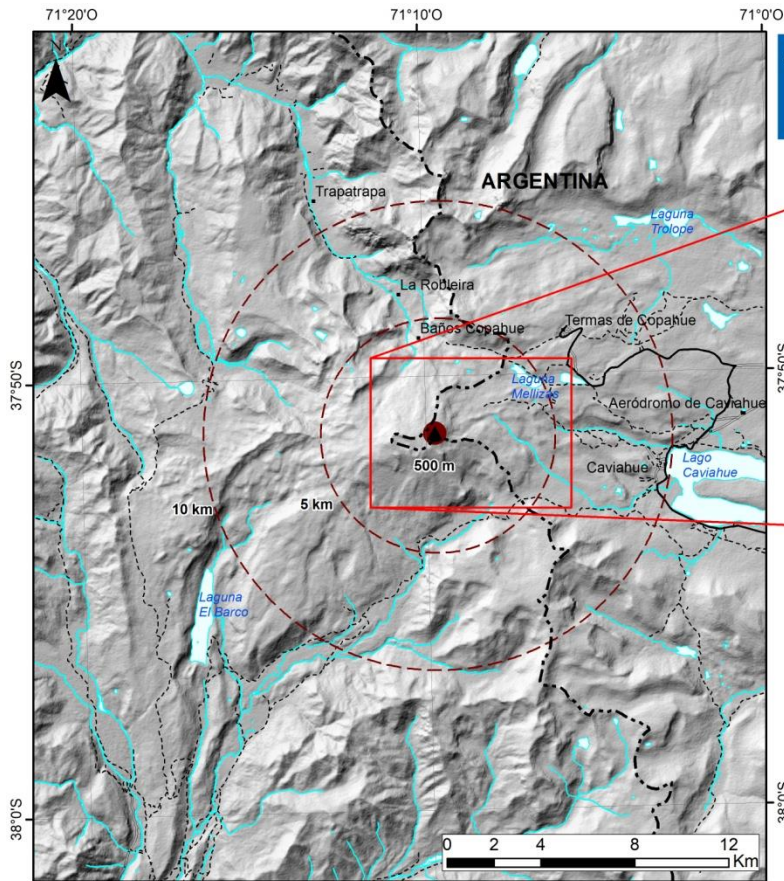 71°20'O
71°10'O
71°0'O
N
ARGENTINA
Trapatrapa
Laguna
Trolope
La Robleira
Baños Copahue
Termas de Copahue
37°50'S
37°50'S
Laguna
Mellizas
Aeródromo de Caviahue
Lago
Caviahue
Caviahue
500 m
5 km
10 km
Laguna
El Barco
38°0'S
38°0'S
0 2 4 8 12
Km